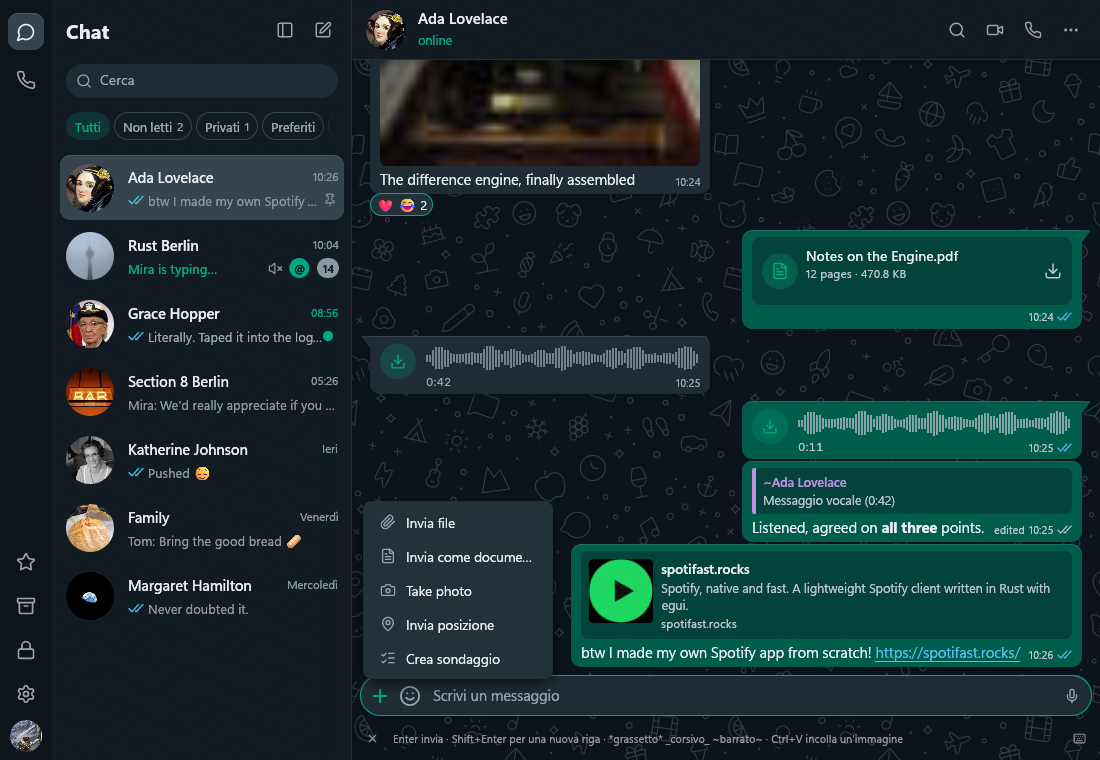 Chat
Cerca
Tutti
Non letti 2
Privati 1
Preferiti
Ada Lovelace
10:26
btw I made my own Spotify ...
Rust Berlin
10:04
Mira is typing...
@
14
Grace Hopper
08:56
Literally. Taped it into the log...
Section 8 Berlin
05:26
Mira: We'd really appreciate if you ...
BAR
Katherine Johnson
Ieri
Pushed
Family
Venerdì
Tom: Bring the good bread
Margaret Hamilton
Mercoledì
Never doubted it.
Ada Lovelace
online
The difference engine, finally assembled
10:24
2
Notes on the Engine.pdf
12 pages · 470.8 KB
10:24
0:42
10:25
0:11
10:25
~Ada Lovelace
Messaggio vocale (0:42)
Listened, agreed on all three points.
edited 10:25
spotifast.rocks
Spotify, native and fast. A lightweight Spotify client written in Rust with
egui.
spotifast.rocks
btw I made my own Spotify app from scratch! https://spotifast.rocks/
10:26
Invia file
Invia come docume...
Take photo
Invia posizione
Crea sondaggio
Scrivi un messaggio
Enter invia · Shift+Enter per una nuova riga · *grassetto* _corsivo_ ~barrato~ · Ctrl+V incolla un'immagine